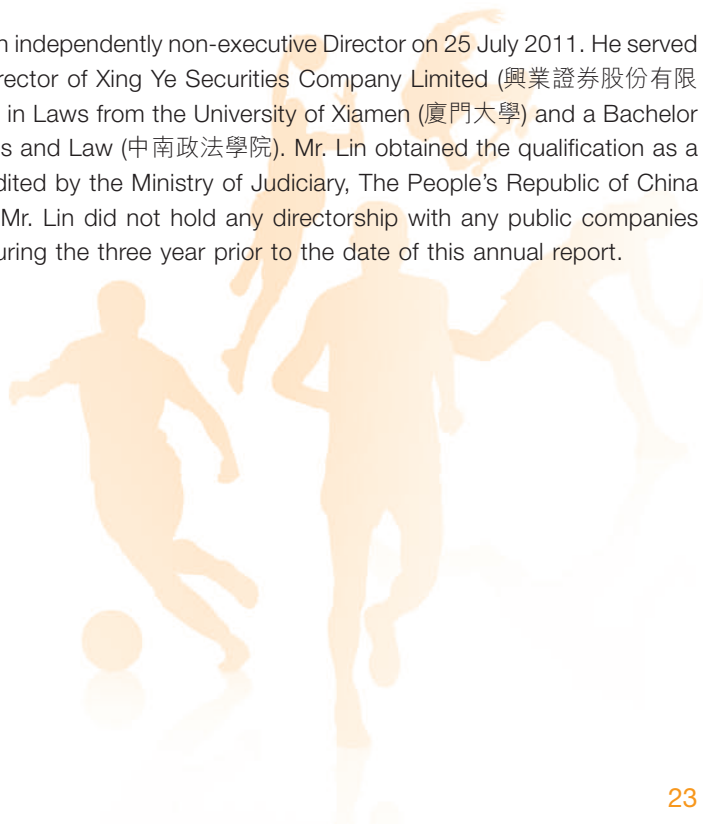 n independently non-executive Director on 25 July 2011. He served
rector of Xing Ye Securities Company Limited (興業證券股份有限
in Laws from the University of Xiamen (廈門大學) and a Bachelor
s and Law (中南政法學院). Mr. Lin obtained the qualification as a
dited by the Ministry of Judiciary, The People's Republic of China
Mr. Lin did not hold any directorship with any public companies
uring the three year prior to the date of this annual report.
23